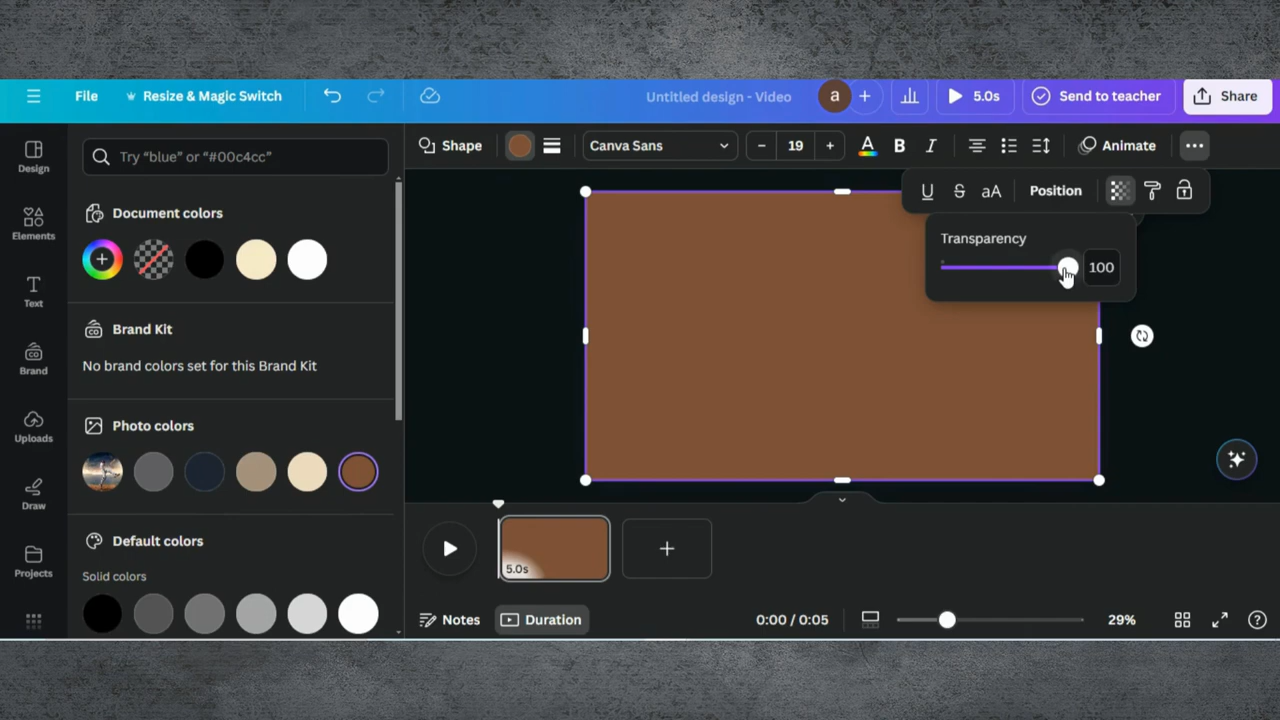 File
Resize & Magic Switch
Untitled design - Video
a
5.0s
Send to teacher
Share
Design
Elements
Text
Brand
Uploads
Draw
Projects
Try “blue” or “#00c4cc”
Document colors
Brand Kit
No brand colors set for this Brand Kit
Photo colors
Default colors
Solid colors
Shape
Canva Sans
19
A
B
I
Animate
U
S
aA
Position
Transparency
100
5.0s
Notes
Duration
0:00 / 0:05
29%